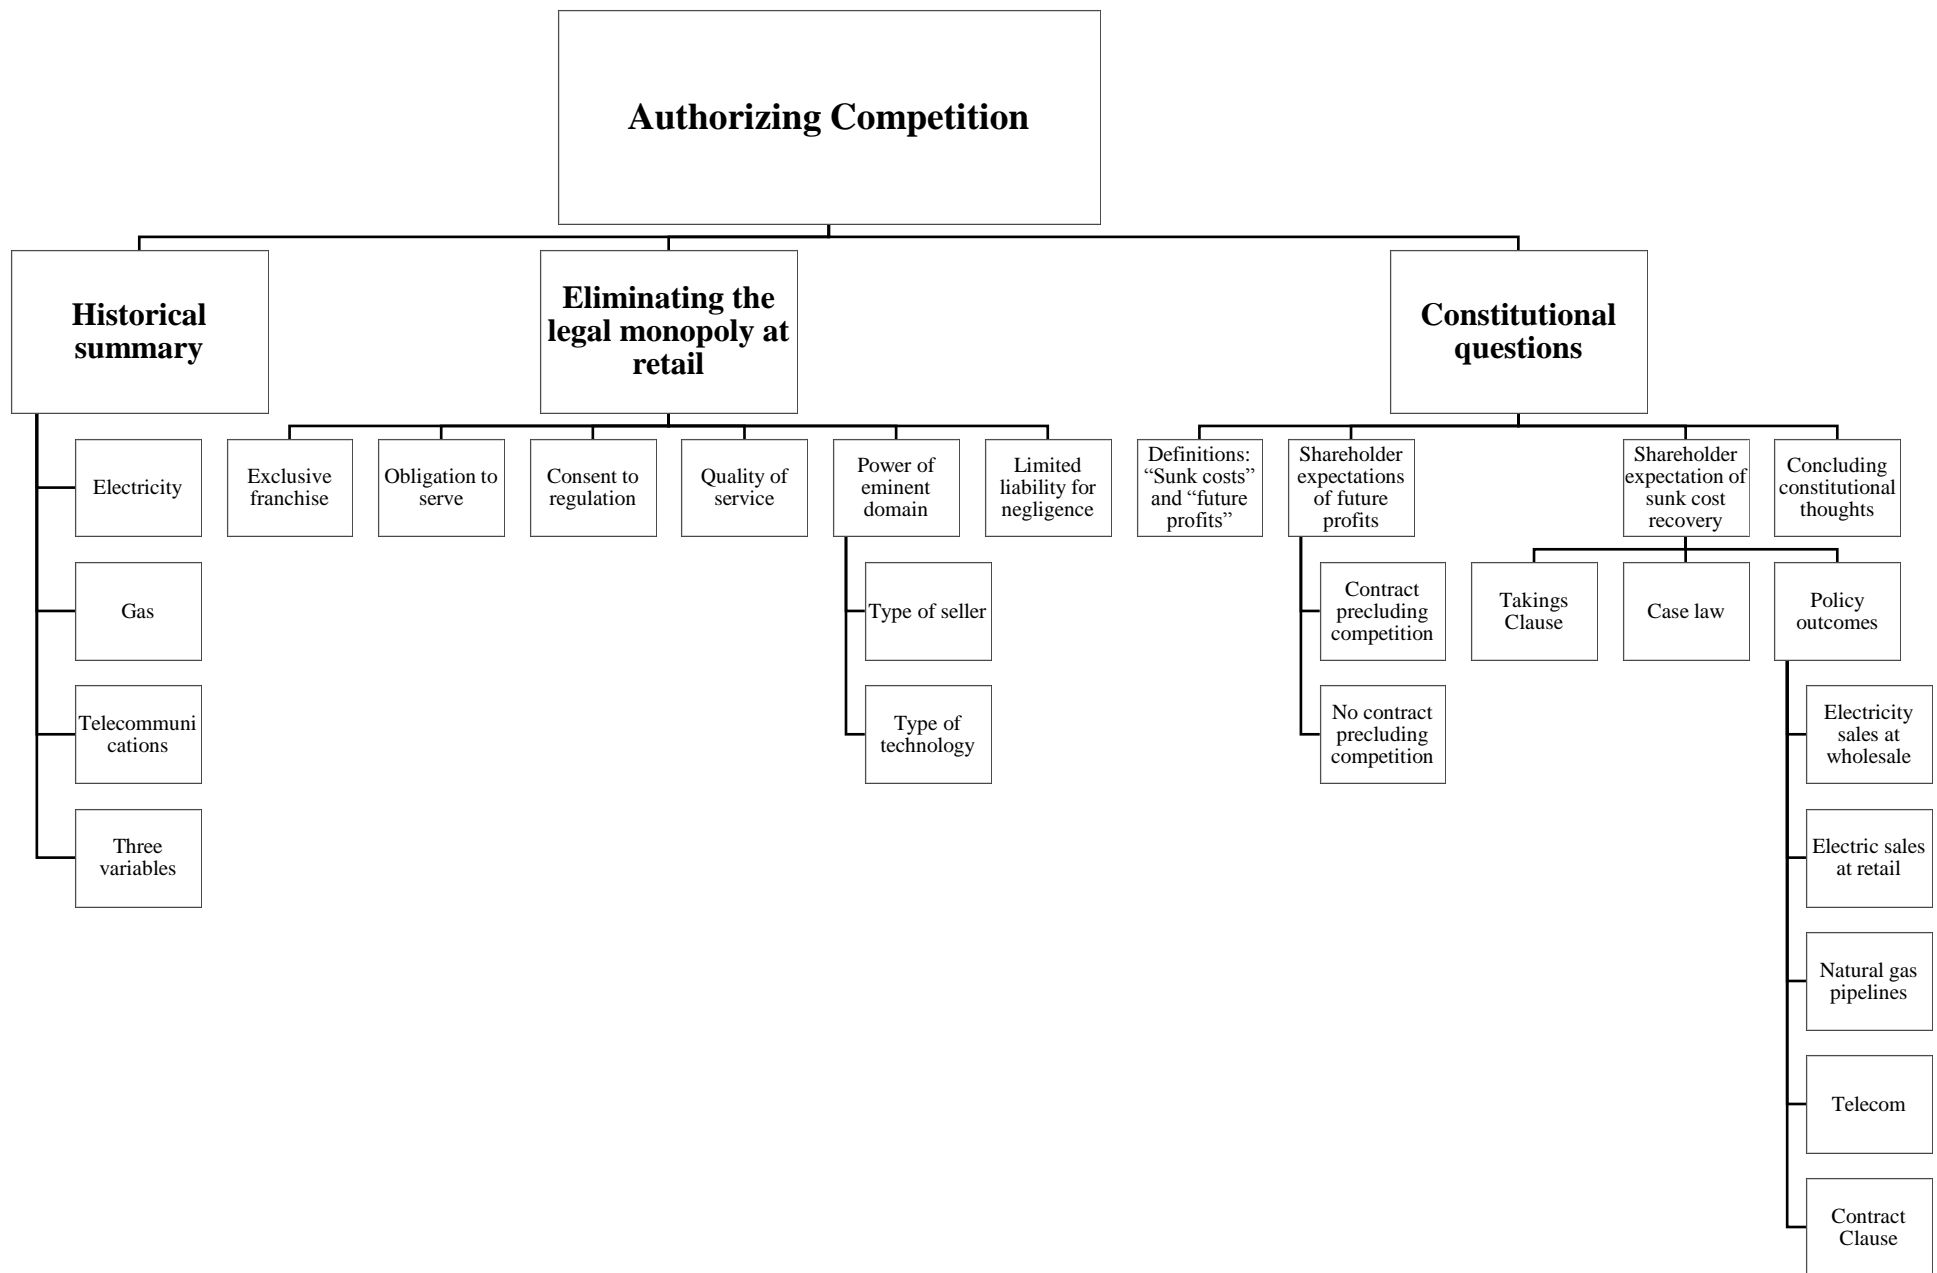 Authorizing Competition
Historical
summary
Eliminating the
legal monopoly at
retail
Constitutional
questions
Electricity
Gas
Telecommuni
cations
Three
variables
Exclusive
franchise
Obligation to
serve
Consent to
regulation
Quality of
service
Power of
eminent
domain
Type of seller
Type of
technology
Limited
liability for
negligence
Definitions:
“Sunk costs”
and “future
profits”
Shareholder
expectations
of future
profits
Contract
precluding
competition
No contract
precluding
competition
Shareholder
expectation of
sunk cost
recovery
Takings
Clause
Case law
Policy
outcomes
Electricity
sales at
wholesale
Electric sales
at retail
Natural gas
pipelines
Telecom
Contract
Clause
Concluding
constitutional
thoughts